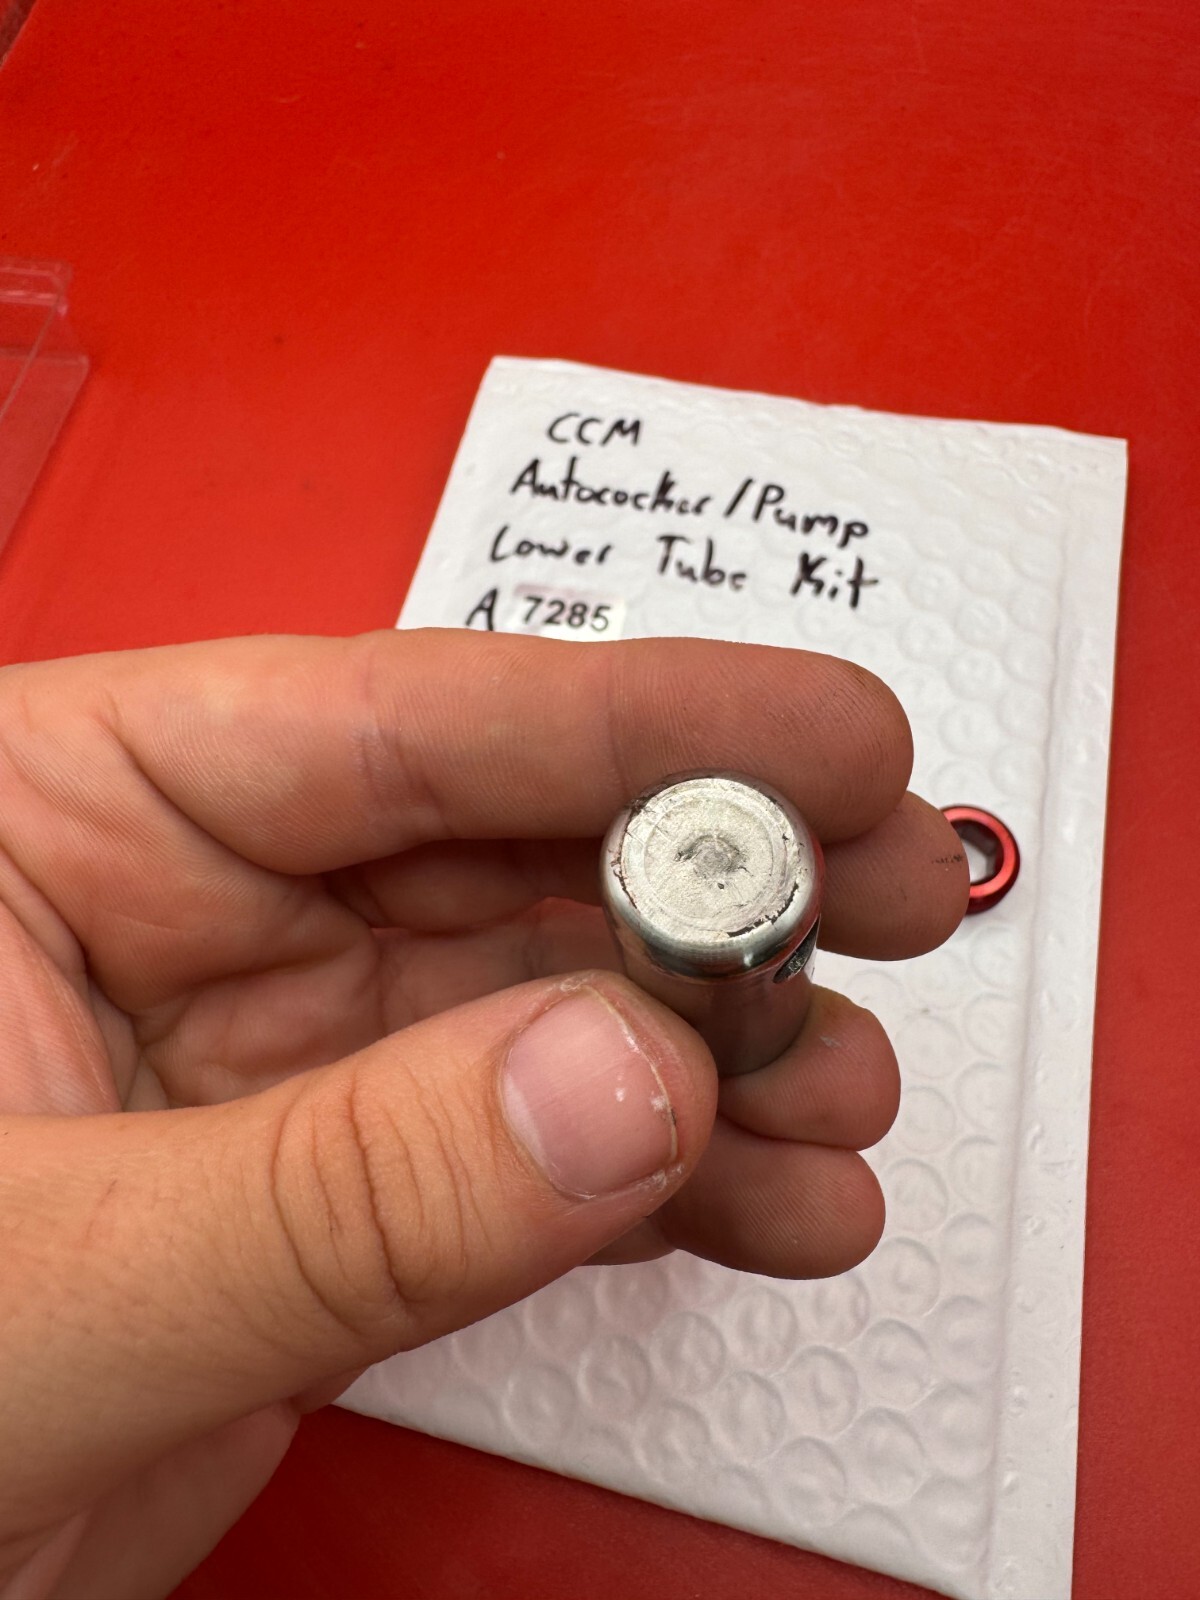 CCM
Autococker/Pump
Lower Tube Kit
A 7285